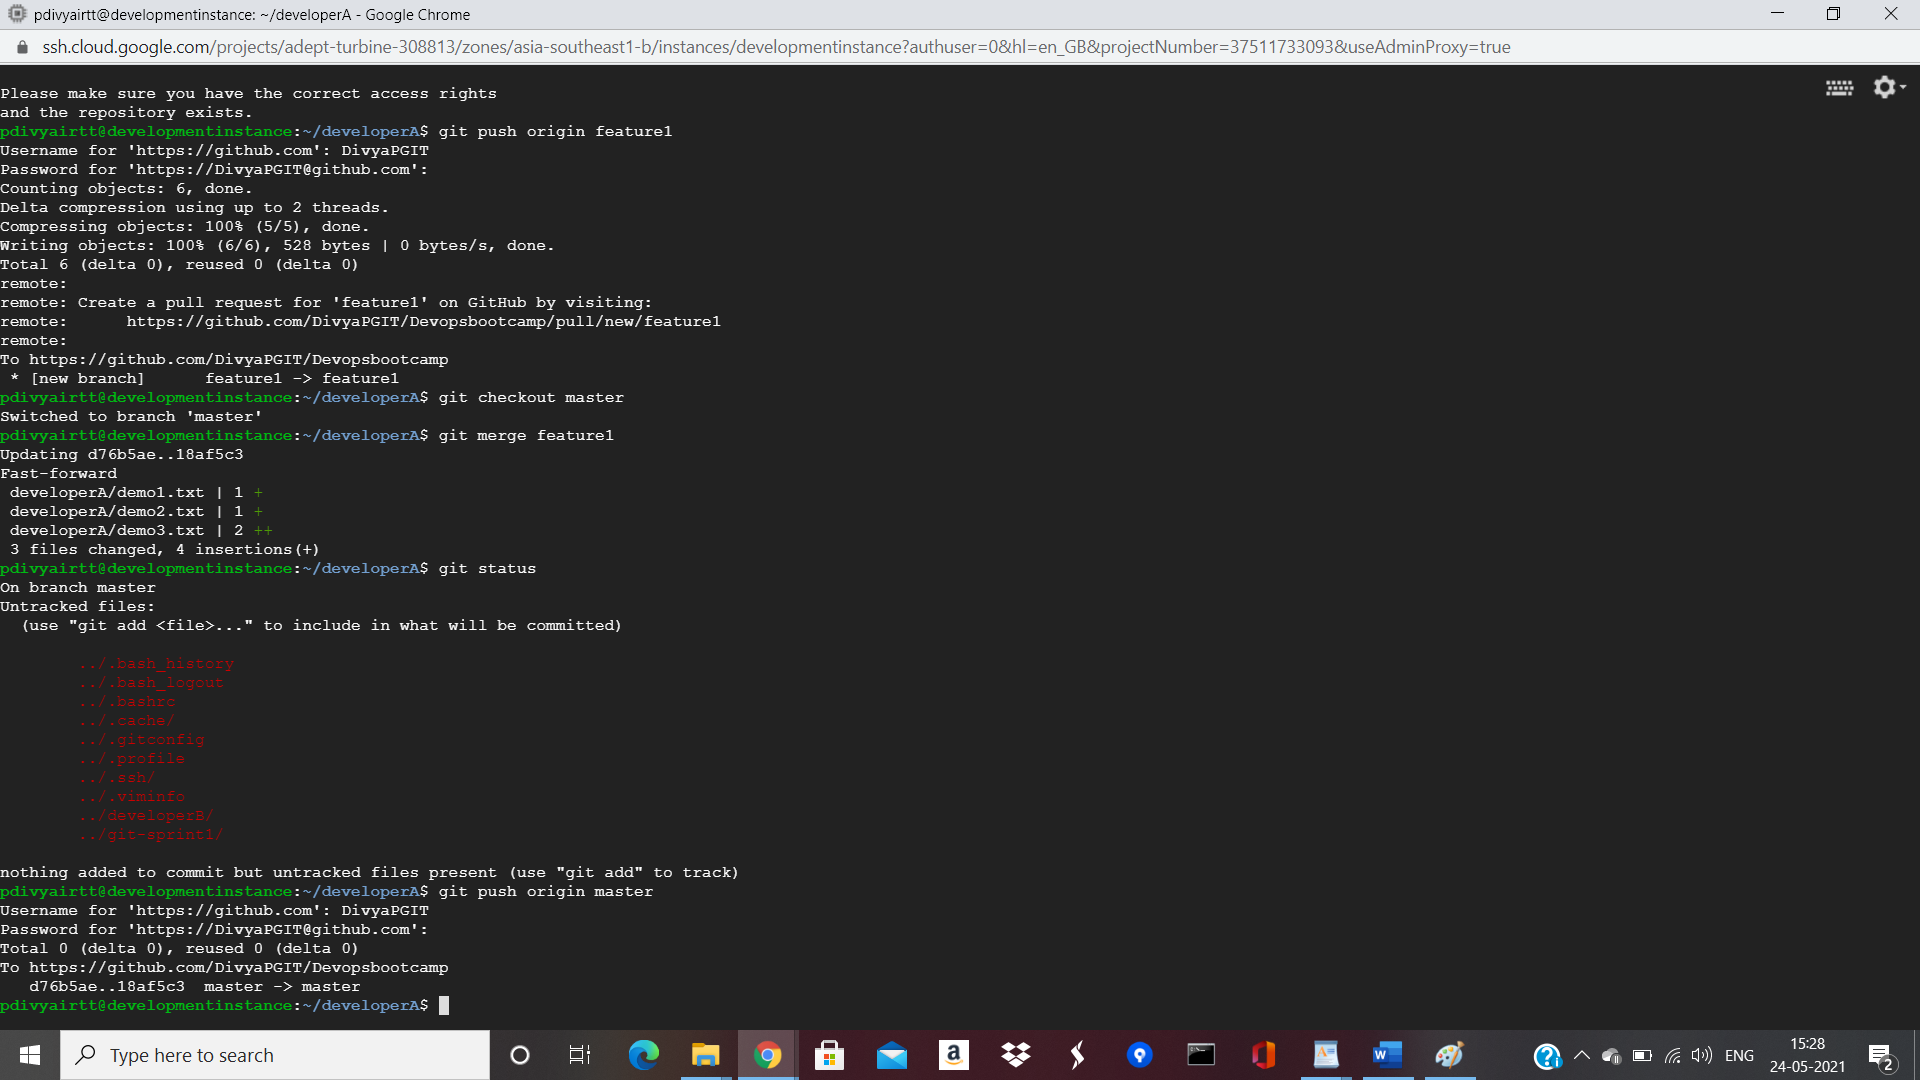 pdivyairtt@developmentinstance: ~/developerA - Google Chrome
ssh.cloud.google.com/projects/adept-turbine-308813/zones/asia-southeast1-b/instances/developmentinstance?authuser=0&hl=en_GB&projectNumber=37511733093&useAdminProxy=true
Please make sure you have the correct access rights
and the repository exists.
pdivyairtt@developmentinstance:~/developerA$ git push origin feature1
Username for 'https://github.com': DivyaPGIT
Password for 'https://DivyaPGIT@github.com':
Counting objects: 6, done.
Delta compression using up to 2 threads.
Compressing objects: 100% (5/5), done.
Writing objects: 100% (6/6), 528 bytes | 0 bytes/s, done.
Total 6 (delta 0), reused 0 (delta 0)
remote:
remote: Create a pull request for 'feature1' on GitHub by visiting:
remote:      https://github.com/DivyaPGIT/Devopsbootcamp/pull/new/feature1
remote:
To https://github.com/DivyaPGIT/Devopsbootcamp
 * [new branch]      feature1 -> feature1
pdivyairtt@developmentinstance:~/developerA$ git checkout master
Switched to branch 'master'
pdivyairtt@developmentinstance:~/developerA$ git merge feature1
Updating d76b5ae..18af5c3
Fast-forward
 developerA/demo1.txt | 1 +
 developerA/demo2.txt | 1 +
 developerA/demo3.txt | 2 ++
 3 files changed, 4 insertions(+)
pdivyairtt@developmentinstance:~/developerA$ git status
On branch master
Untracked files:
  (use "git add <file>..." to include in what will be committed)
../.bash_history
../.bash_logout
../.bashrc
../.cache/
../.gitconfig
../.profile
../.ssh/
../.viminfo
../developerB/
../git-sprint1/
nothing added to commit but untracked files present (use "git add" to track)
pdivyairtt@developmentinstance:~/developerA$ git push origin master
Username for 'https://github.com': DivyaPGIT
Password for 'https://DivyaPGIT@github.com':
Total 0 (delta 0), reused 0 (delta 0)
To https://github.com/DivyaPGIT/Devopsbootcamp
   d76b5ae..18af5c3  master -> master
pdivyairtt@developmentinstance:~/developerA$
Type here to search
ENG
15:28
24-05-2021
2